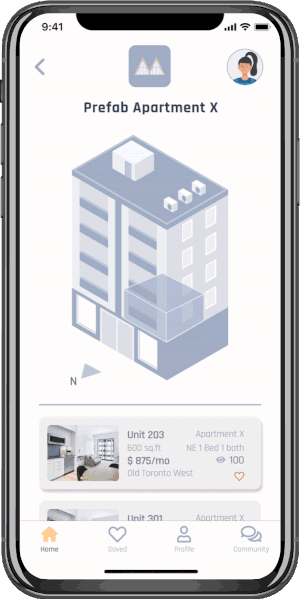 9:41
Prefab Apartment X
N
Unit 203 Apartment X
600 sq.ft NE 1 Bed 1 bath
$ 875/mo 100
Old Toronto West
Unit 301 Apartment X
Home Saved Profile Community